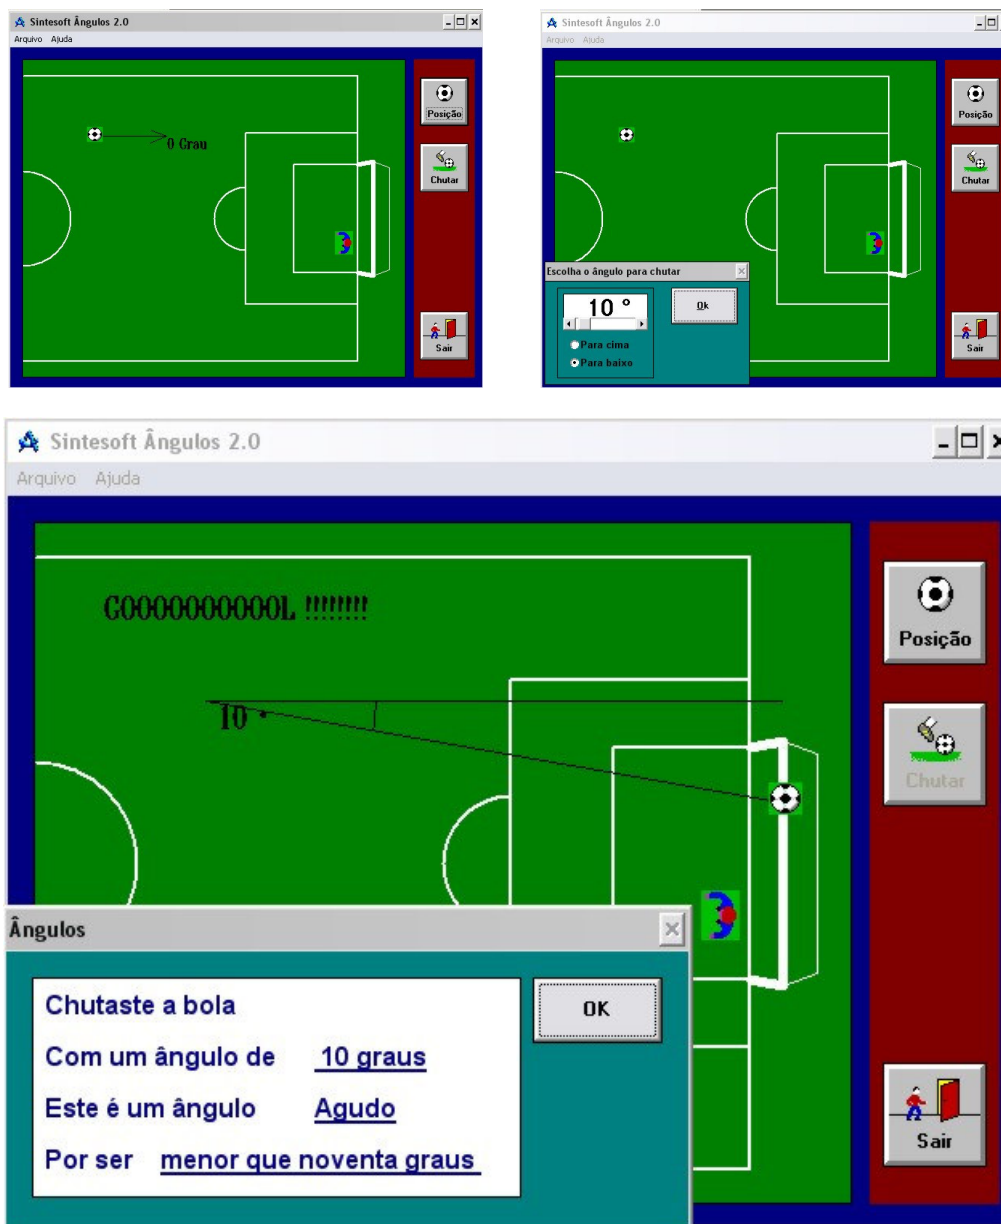 Sintesoft Ângulos 2.0
Arquivo Ajuda
0 Grau
Posição
Chutar
Sair
Sintesoft Ângulos 2.0
Arquivo Ajuda
Posição
Chutar
Escolha o ângulo para chutar
10 °
Ok
Para cima
Para baixo
Sair
Sintesoft Ângulos 2.0
Arquivo Ajuda
GOOOOOOOOOOL !!!!!!!!
10 °
Posição
Chutar
Ângulos
Chutaste a bola
OK
Com um ângulo de 10 graus
Este é um ângulo Agudo
Por ser menor que noventa graus
Sair